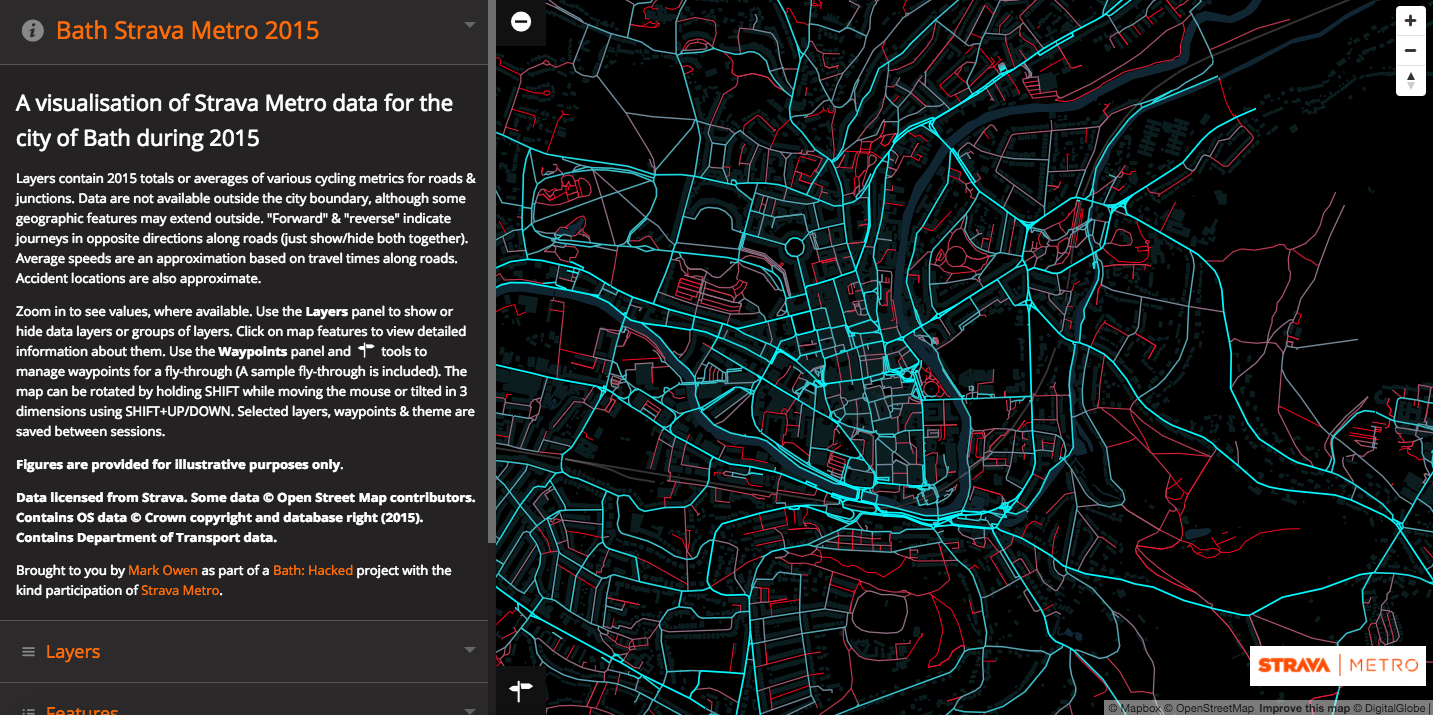 Bath Strava Metro 2015
A visualisation of Strava Metro data for the
city of Bath during 2015
Layers contain 2015 totals or averages of various cycling metrics for roads &
junctions. Data are not available outside the city boundary, although some
geographic features may extend outside. "Forward" & "reverse" indicate
journeys in opposite directions along roads (just show/hide both together).
Average speeds are an approximation based on travel times along roads.
Accident locations are also approximate.
Zoom in to see values, where available. Use the Layers panel to show or
hide data layers or groups of layers. Click on map features to view detailed
information about them. Use the Waypoints panel and tools to
manage waypoints for a fly-through (A sample fly-through is included). The
map can be rotated by holding SHIFT while moving the mouse or tilted in 3
dimensions using SHIFT+UP/DOWN. Selected layers, waypoints & theme are
saved between sessions.
Figures are provided for illustrative purposes only.
Data licensed from Strava. Some data © Open Street Map contributors.
Contains OS data © Crown copyright and database right (2015).
Contains Department of Transport data.
Brought to you by Mark Owen as part of a Bath: Hacked project with the
kind participation of Strava Metro.
Layers
Features
STRAVA | METRO
© Mapbox © OpenStreetMap Improve this map © DigitalGlobe |